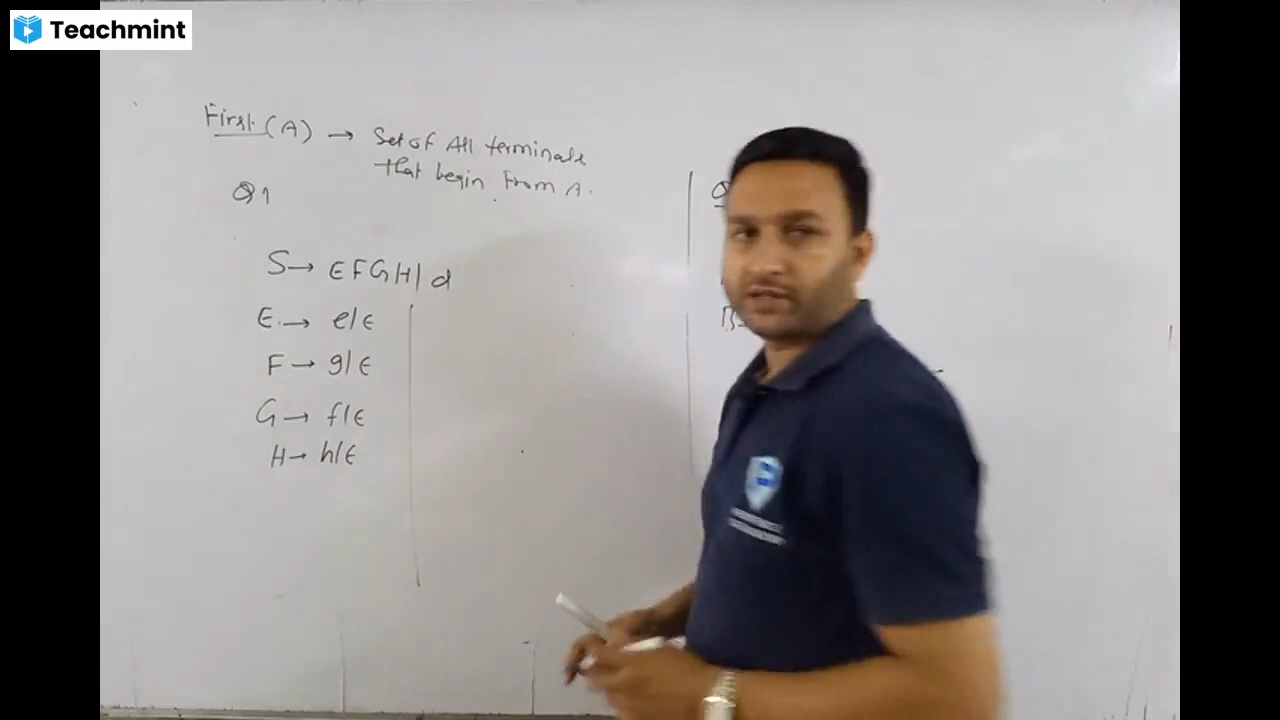 Teachmint
First (A) → Set of All terminals
that begin From A.
Q1
S → EFGH | d
E → e/ϵ
F → g/ϵ
G → f/ϵ
H → h/ϵ